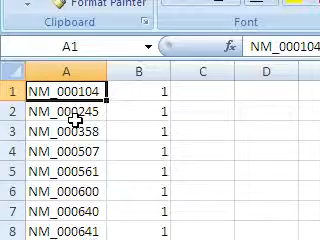 Format Painter
Clipboard
Font
A1
fx
NM_000104
A B C D
1 NM_000104 1
2 NM_000245 1
3 NM_000358 1
4 NM_000507 1
5 NM_000561 1
6 NM_000600 1
7 NM_000640 1
8 NM_000641 1